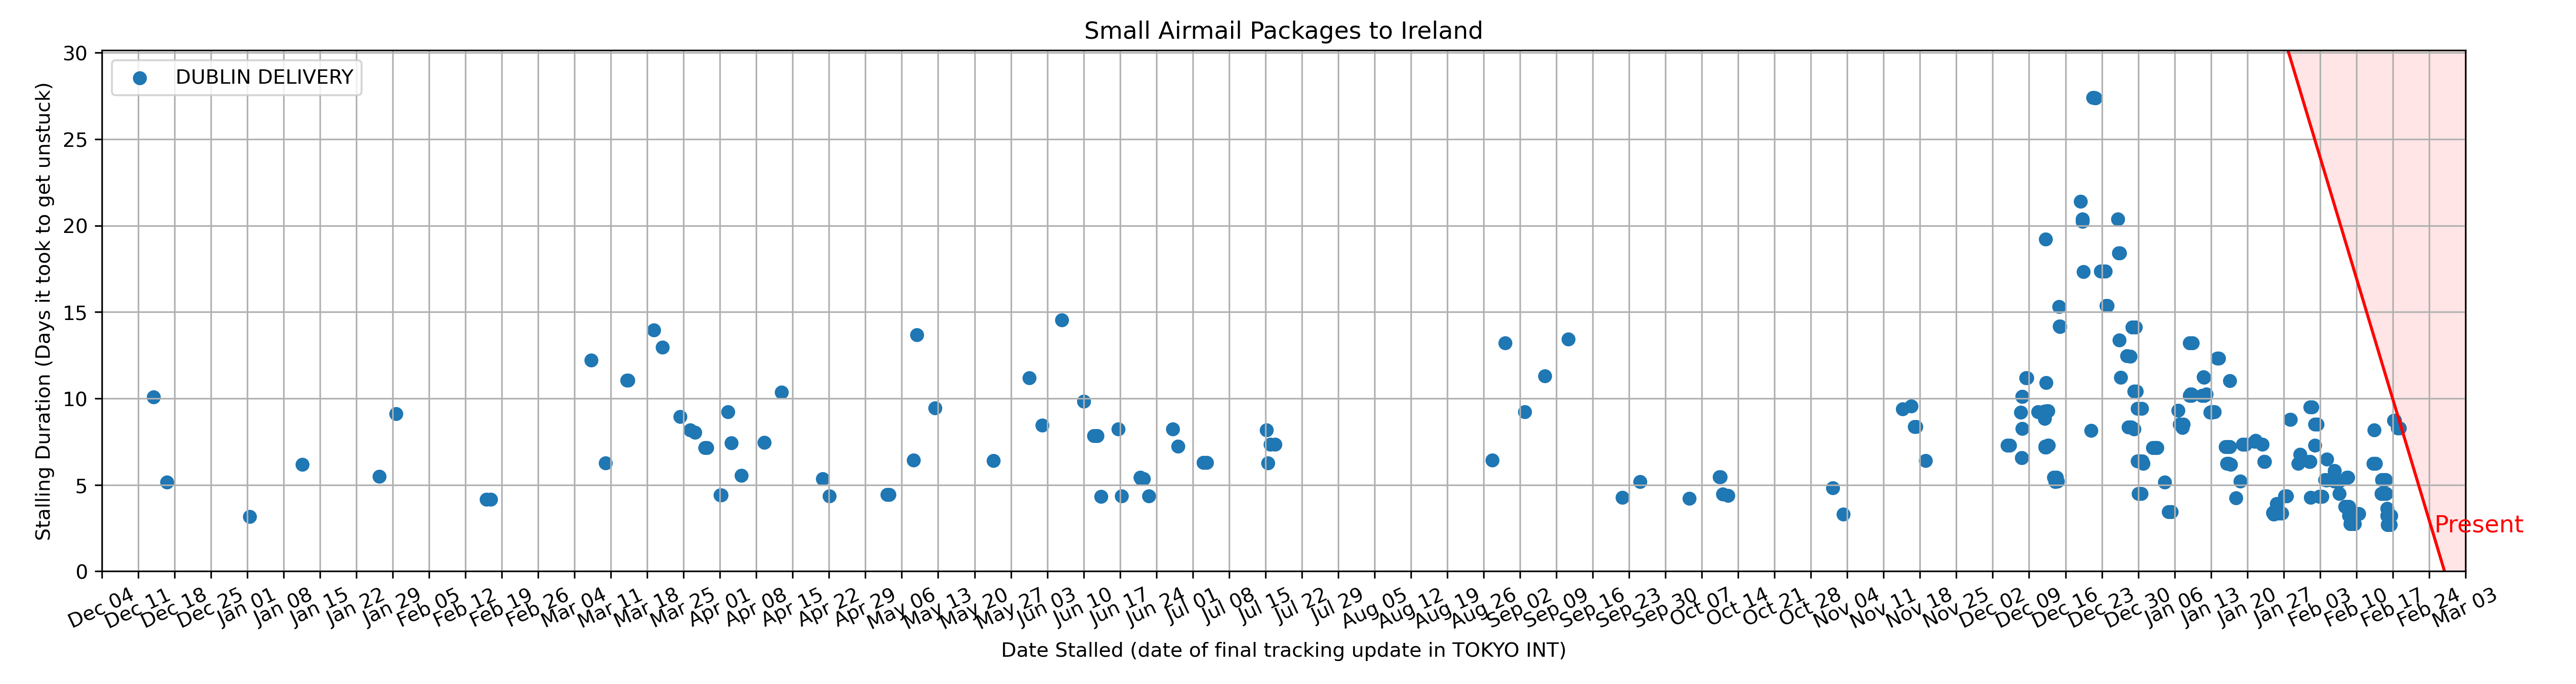 Small Airmail Packages to Ireland
DUBLIN DELIVERY
Stalling Duration (Days it took to get unstuck)
30
25
20
15
10
5
0
Present
Dec 04
Dec 11
Dec 18
Dec 25
Jan 01
Jan 08
Jan 15
Jan 22
Jan 29
Feb 05
Feb 12
Feb 19
Feb 26
Mar 04
Mar 11
Mar 18
Mar 25
Apr 01
Apr 08
Apr 15
Apr 22
Apr 29
May 06
May 13
May 20
May 27
Jun 03
Jun 10
Jun 17
Jun 24
Jul 01
Jul 08
Jul 15
Jul 22
Jul 29
Aug 05
Aug 12
Aug 19
Aug 26
Sep 02
Sep 09
Sep 16
Sep 23
Sep 30
Oct 07
Oct 14
Oct 21
Oct 28
Nov 04
Nov 11
Nov 18
Nov 25
Dec 02
Dec 09
Dec 16
Dec 23
Dec 30
Jan 06
Jan 13
Jan 20
Jan 27
Feb 03
Feb 10
Feb 17
Feb 24
Mar 03
Date Stalled (date of final tracking update in TOKYO INT)